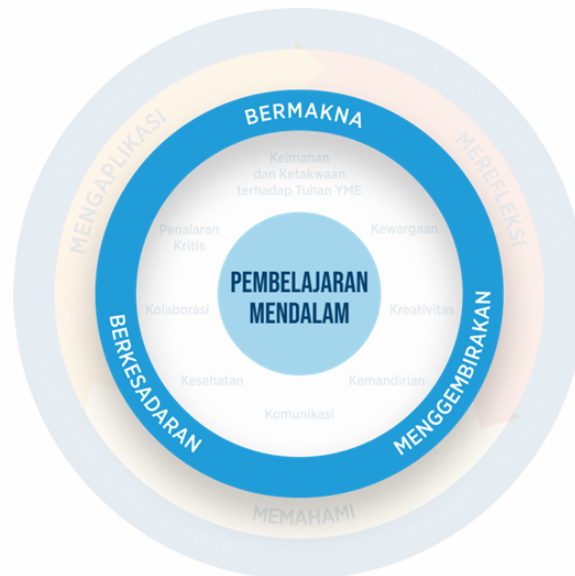 MENGAPLIKASI
MEREFLEKSI
MEMAHAMI
BERMAKNA
MENGGEMBIRAKAN
BERKESADARAN
Keimanan
dan Ketakwaan
terhadap Tuhan YME
Kewargaan
Kreativitas
Kemandirian
Komunikasi
Kesehatan
Kolaborasi
Penalaran
Kritis
PEMBELAJARAN
MENDALAM